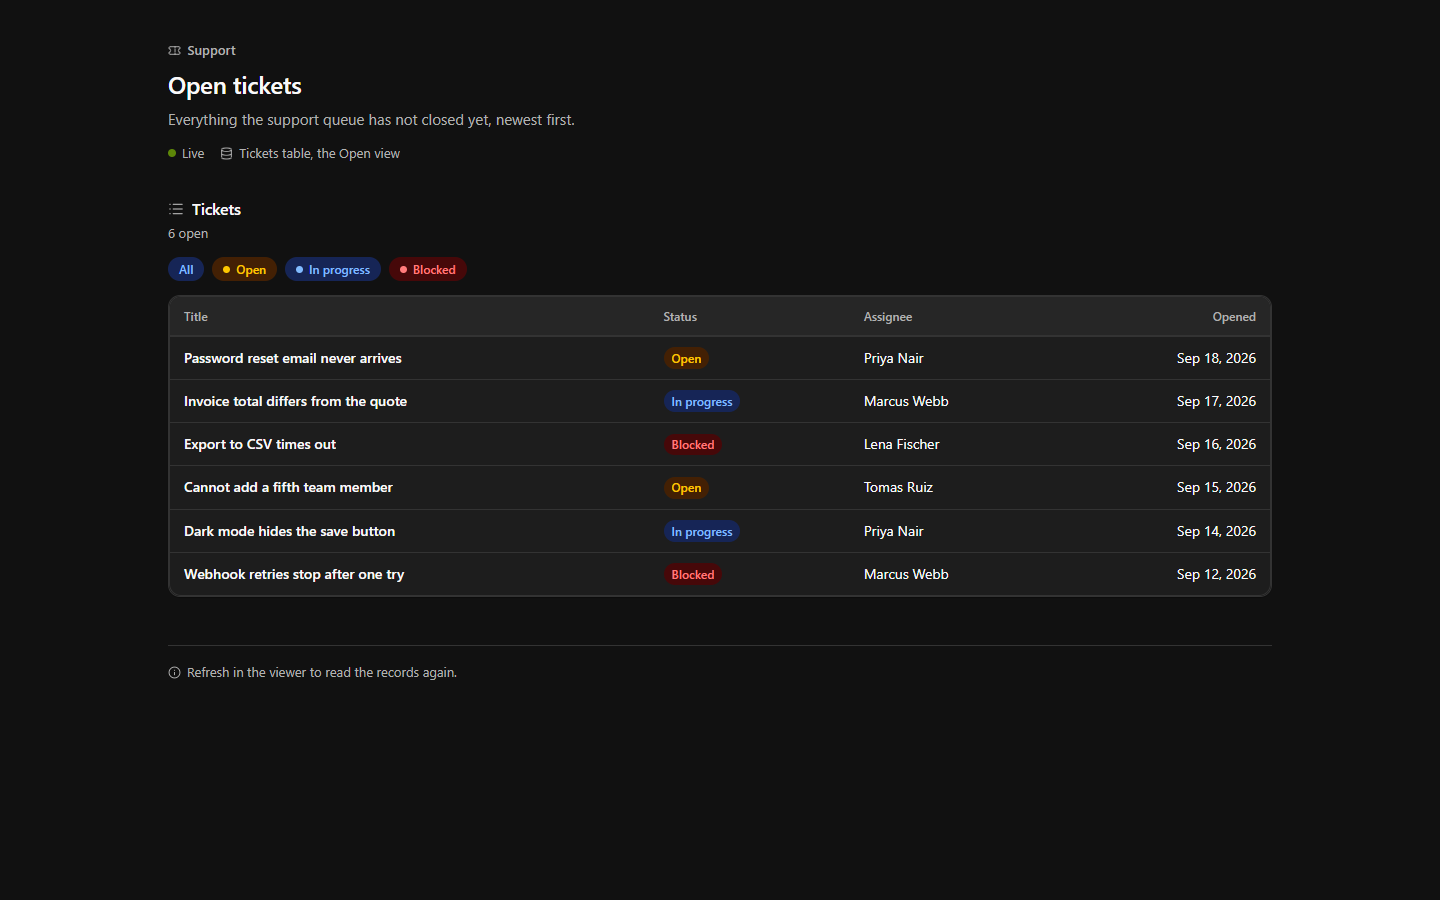 Support
Open tickets
Everything the support queue has not closed yet, newest first.
Live Tickets table, the Open view
Tickets
6 open
All Open In progress Blocked
Title Status Assignee Opened
Password reset email never arrives Open Priya Nair Sep 18, 2026
Invoice total differs from the quote In progress Marcus Webb Sep 17, 2026
Export to CSV times out Blocked Lena Fischer Sep 16, 2026
Cannot add a fifth team member Open Tomas Ruiz Sep 15, 2026
Dark mode hides the save button In progress Priya Nair Sep 14, 2026
Webhook retries stop after one try Blocked Marcus Webb Sep 12, 2026
Refresh in the viewer to read the records again.